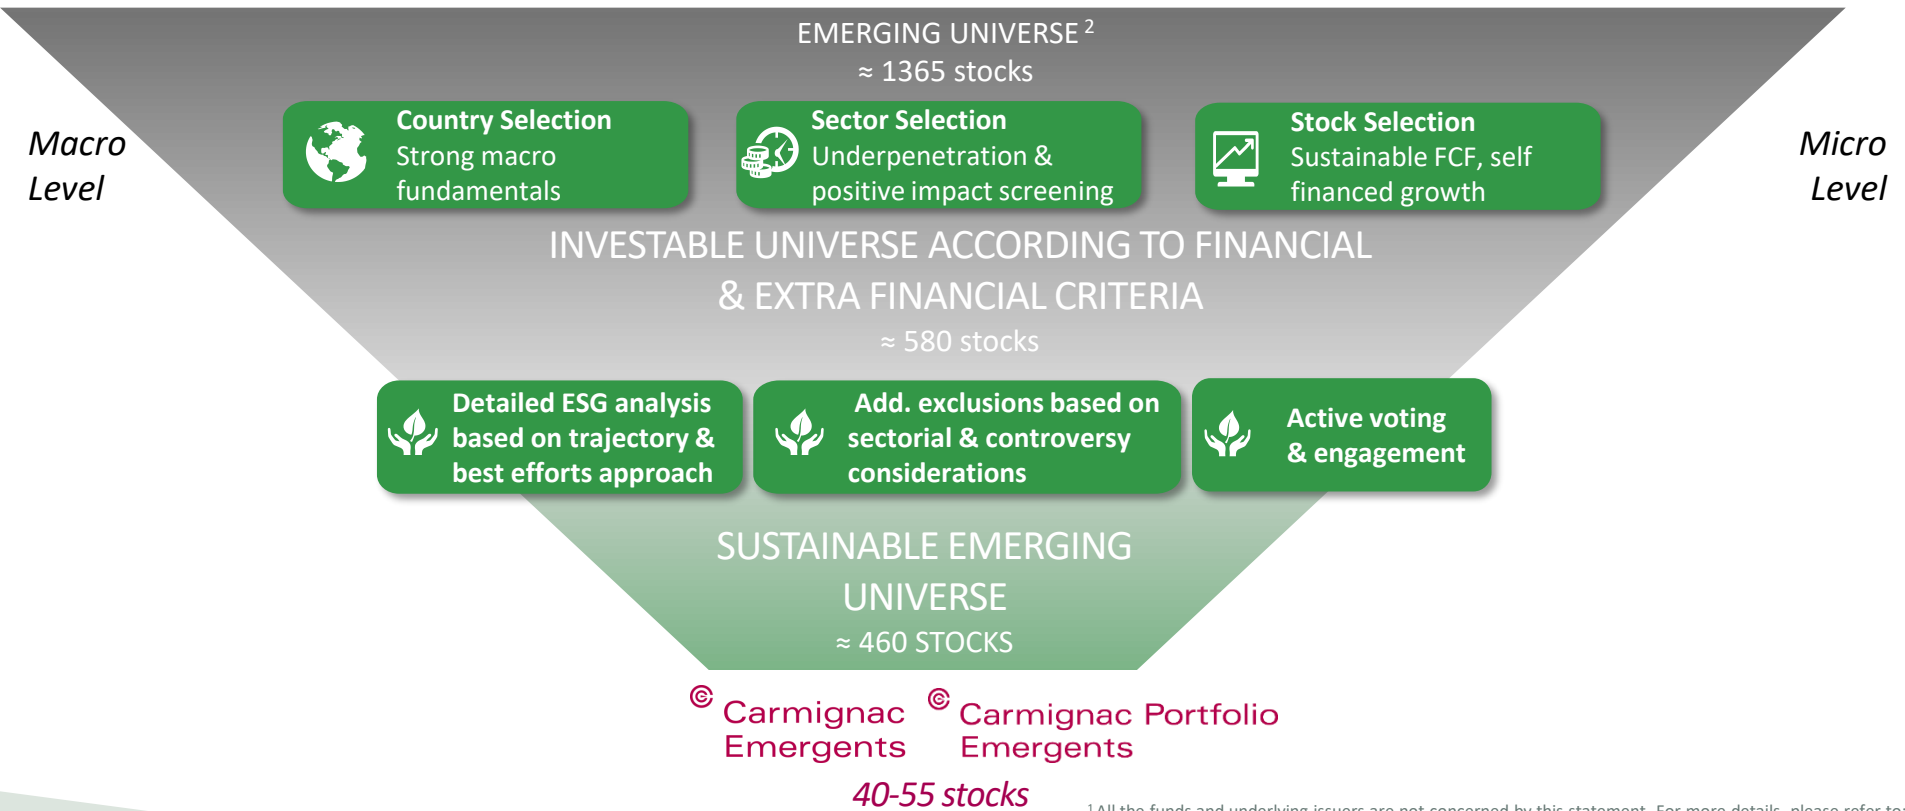 EMERGING UNIVERSE ²
≈ 1365 stocks
Macro
Level
Country Selection
Strong macro
fundamentals
Sector Selection
Underpenetration &
positive impact screening
Stock Selection
Sustainable FCF, self
financed growth
Micro
Level
INVESTABLE UNIVERSE ACCORDING TO FINANCIAL
& EXTRA FINANCIAL CRITERIA
≈ 580 stocks
Detailed ESG analysis
based on trajectory &
best efforts approach
Add. exclusions based on
sectorial & controversy
considerations
Active voting
& engagement
SUSTAINABLE EMERGING
UNIVERSE
≈ 460 STOCKS
Carmignac
Emergents
Carmignac Portfolio
Emergents
40-55 stocks
¹ All the funds and underlying issuers are not concerned by this statement. For more details, please refer to: